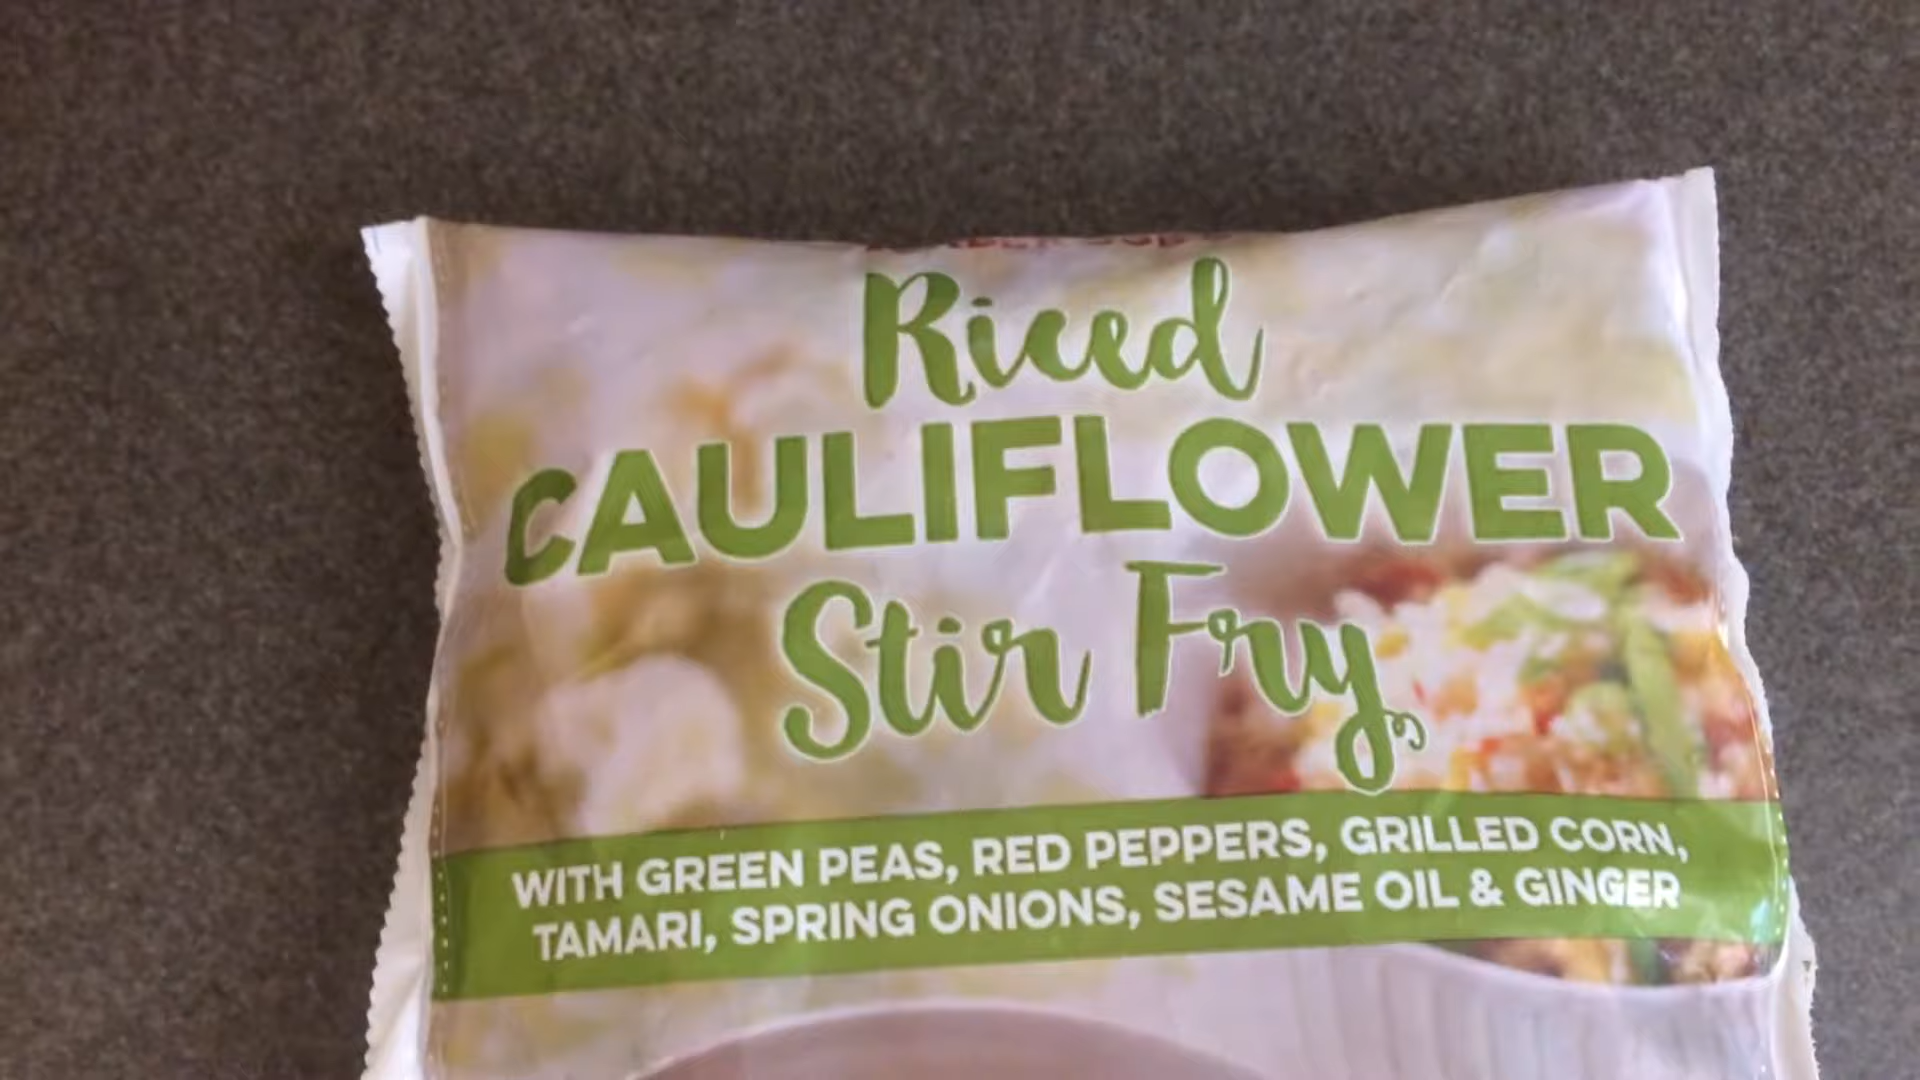 Riced
CAULIFLOWER
Stir Fry
WITH GREEN PEAS, RED PEPPERS, GRILLED CORN,
TAMARI, SPRING ONIONS, SESAME OIL & GINGER